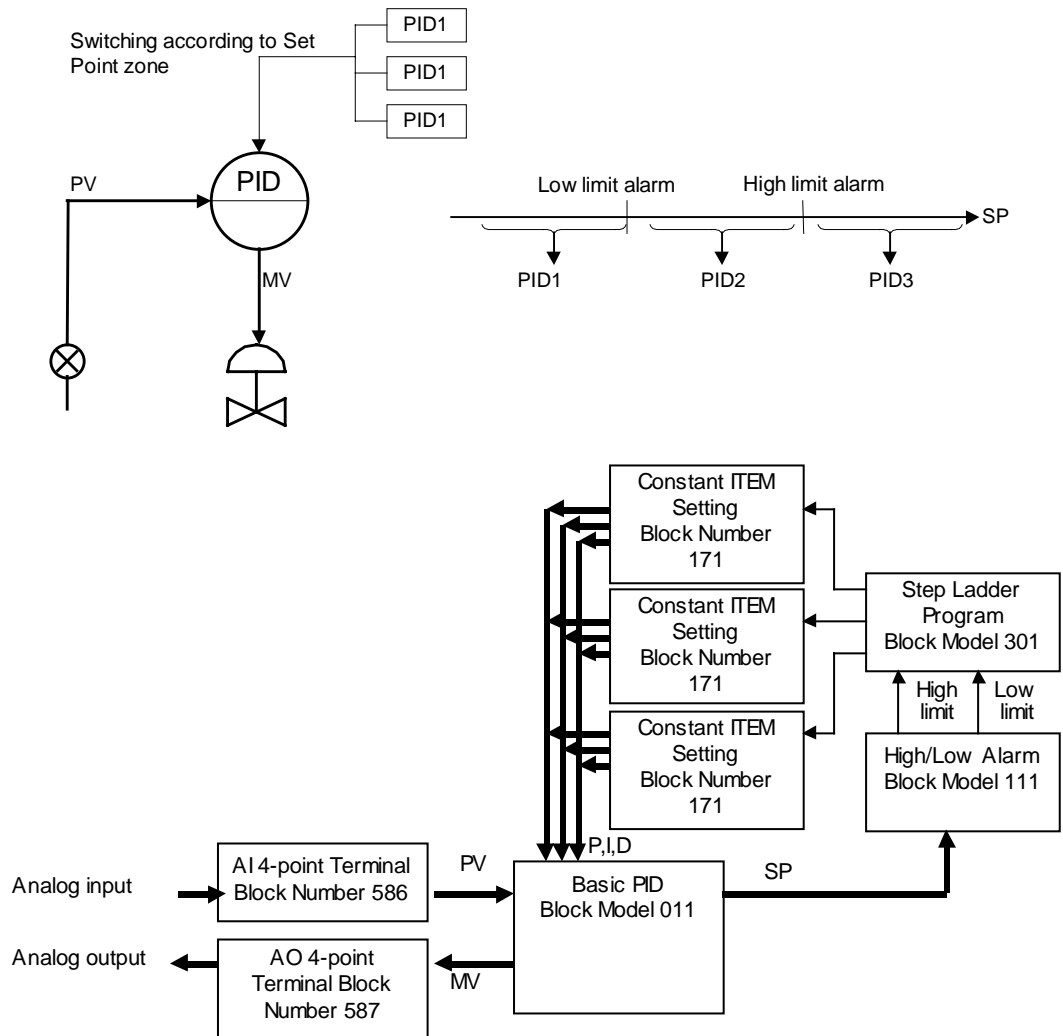 PID1
Switching according to Set
Point zone
PID1
PID1
PID
PV
MV
Low limit alarm
High limit alarm
SP
PID1
PID2
PID3
Constant ITEM
Setting
Block Number
171
Constant ITEM
Setting
Block Number
171
Constant ITEM
Setting
Block Number
171
Step Ladder
Program
Block Model 301
High
limit
Low
limit
High/Low Alarm
Block Model 111
P,I,D
Analog input
AI 4-point Terminal
Block Number 586
PV
Basic PID
Block Model 011
SP
Analog output
AO 4-point
Terminal Block
Number 587
MV